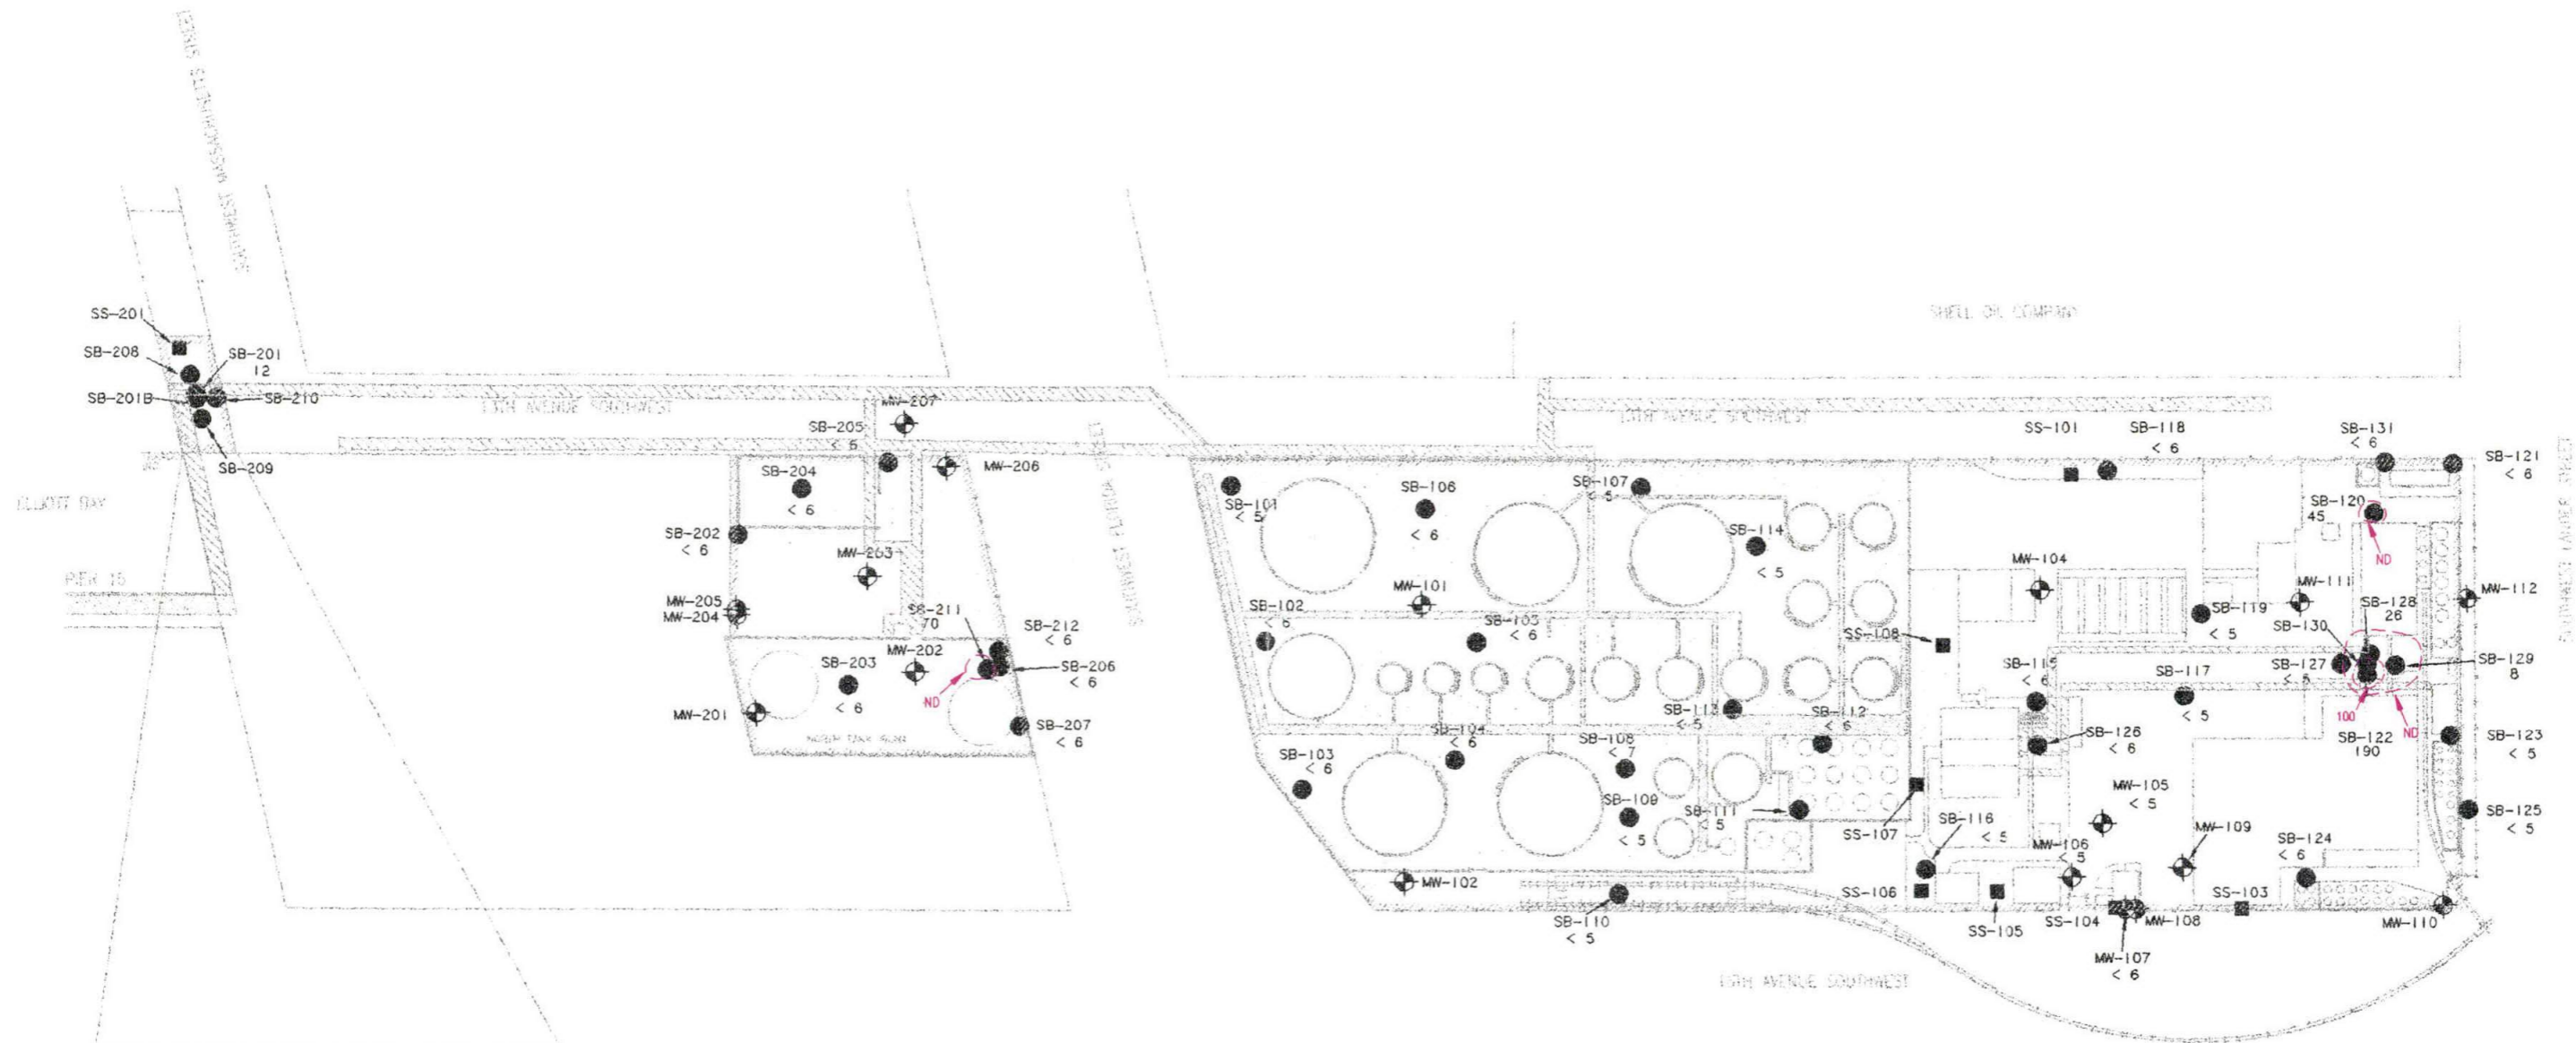 SOUTHWEST MASSACHUSETTS STREET
SHELL OIL COMPANY
SS-201
SB-208
SB-201
12
SB-201B
SB-210
SB-209
13TH AVENUE SOUTHWEST
ELLIOTT BAY
PIER 15
MW-207
SB-205
< 6
MW-206
SB-204
< 6
SB-202
< 6
MW-203
MW-205
MW-204
SB-211
70
SB-212
< 6
MW-202
SB-206
< 6
SB-203
< 6
ND
MW-201
SB-207
< 6
SOUTHWEST FLORIDA STREET
13TH AVENUE SOUTHWEST
SB-101
< 5
SB-106
< 6
SB-107
< 5
SB-114
< 5
MW-101
SB-102
< 6
SB-105
< 6
SB-113
< 5
SB-112
< 6
SB-104
< 6
SB-108
< 7
SB-103
< 6
SB-109
< 5
SB-111
< 5
MW-102
SB-110
< 5
SS-101
SB-118
< 6
SB-131
< 6
SB-121
< 6
SB-120
45
ND
MW-104
MW-111
MW-112
SB-128
26
SB-119
< 5
SB-130
SS-108
SB-115
< 6
SB-117
< 5
SB-127
< 5
SB-129
8
100
ND
SB-122
190
SB-126
< 6
SB-123
< 5
MW-105
< 5
SB-125
< 5
SS-107
SB-116
< 5
MW-106
< 5
MW-109
SB-124
< 6
SS-106
SS-105
SS-104
MW-108
SS-103
MW-110
MW-107
< 6